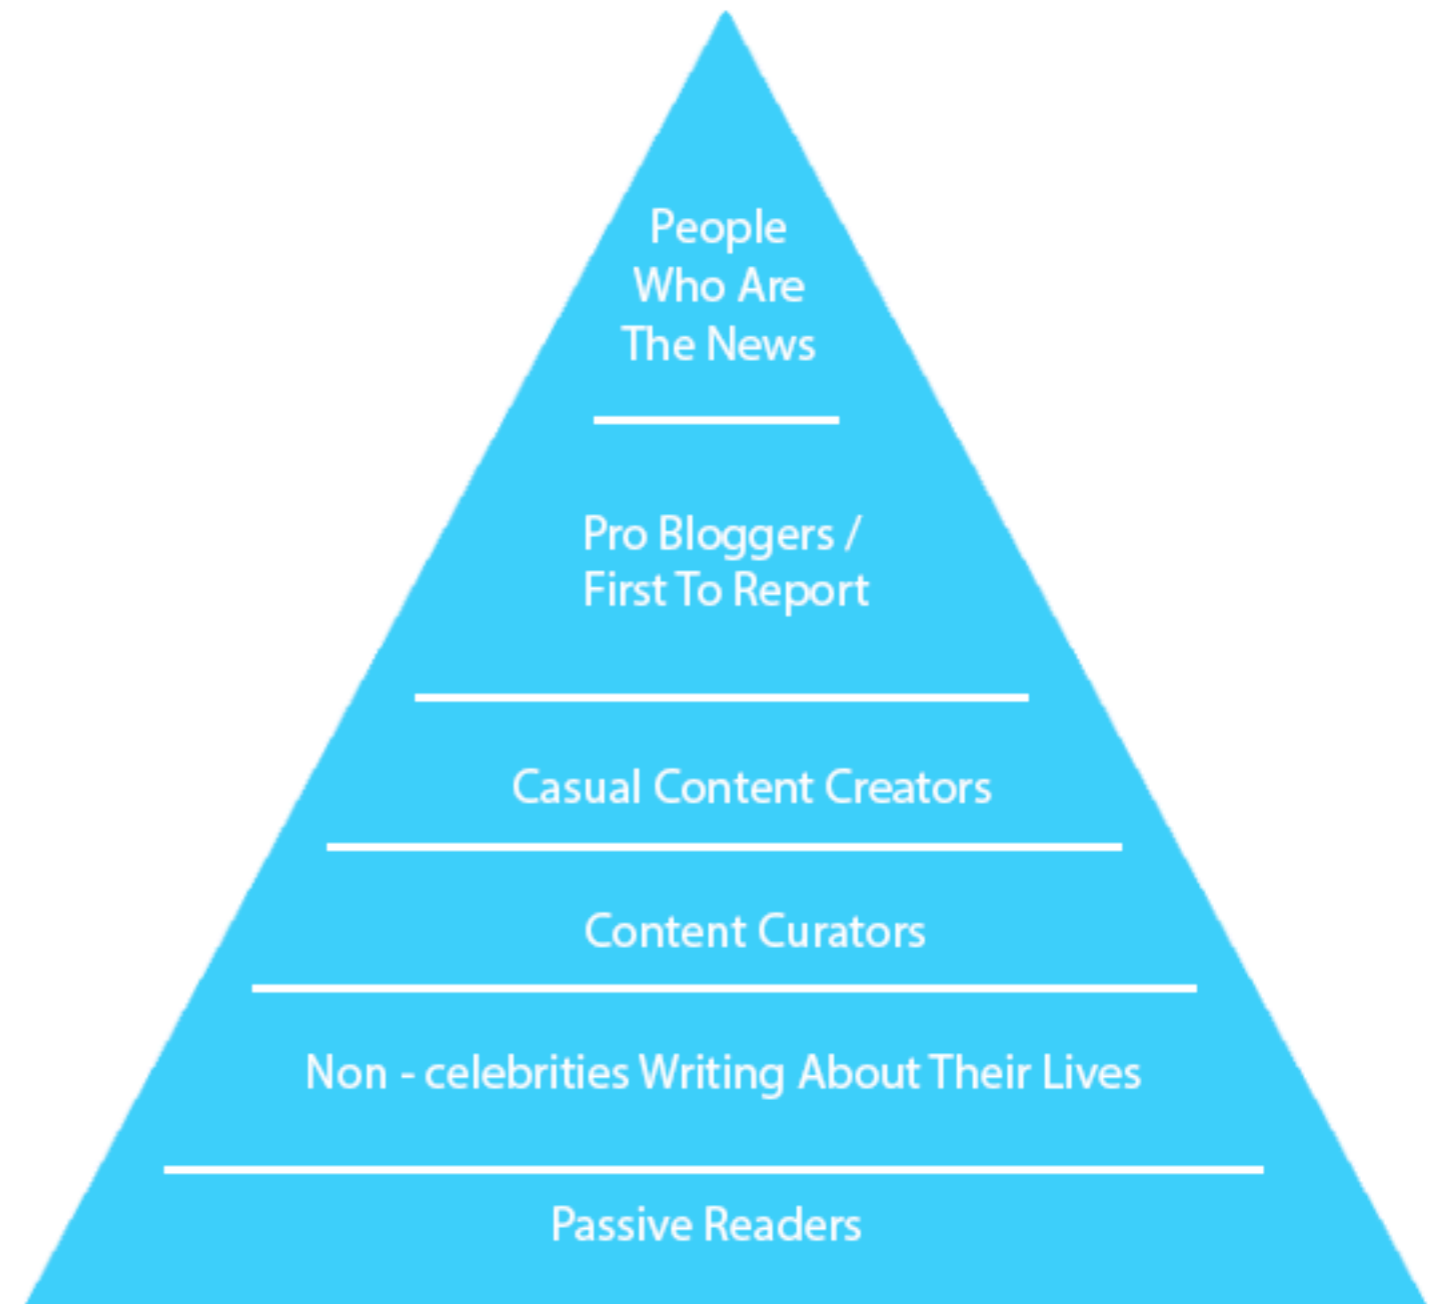 People
Who Are
The News
Pro Bloggers /
First To Report
Casual Content Creators
Content Curators
Non - celebrities Writing About Their Lives
Passive Readers